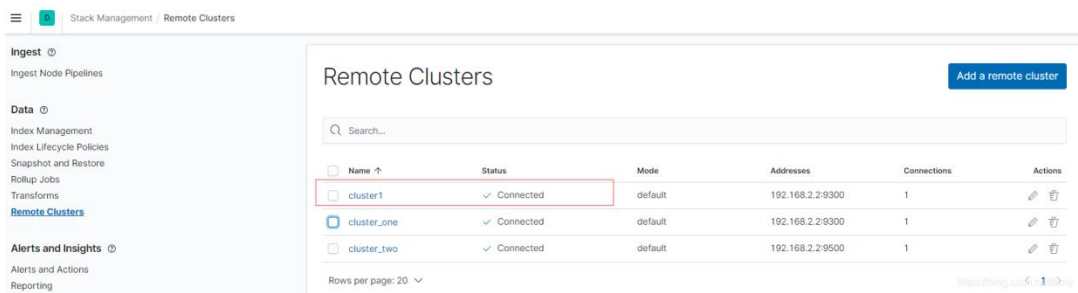 D Stack Management / Remote Clusters
Ingest
Ingest Node Pipelines
Data
Index Management
Index Lifecycle Policies
Snapshot and Restore
Rollup Jobs
Transforms
Remote Clusters
Alerts and Insights
Alerts and Actions
Reporting
Remote Clusters
Add a remote cluster
Search...
Name ↑ Status Mode Addresses Connections Actions
cluster1 Connected default 192.168.2.2:9300 1
cluster_one Connected default 192.168.2.2:9300 1
cluster_two Connected default 192.168.2.2:9500 1
Rows per page: 20
< 1 >